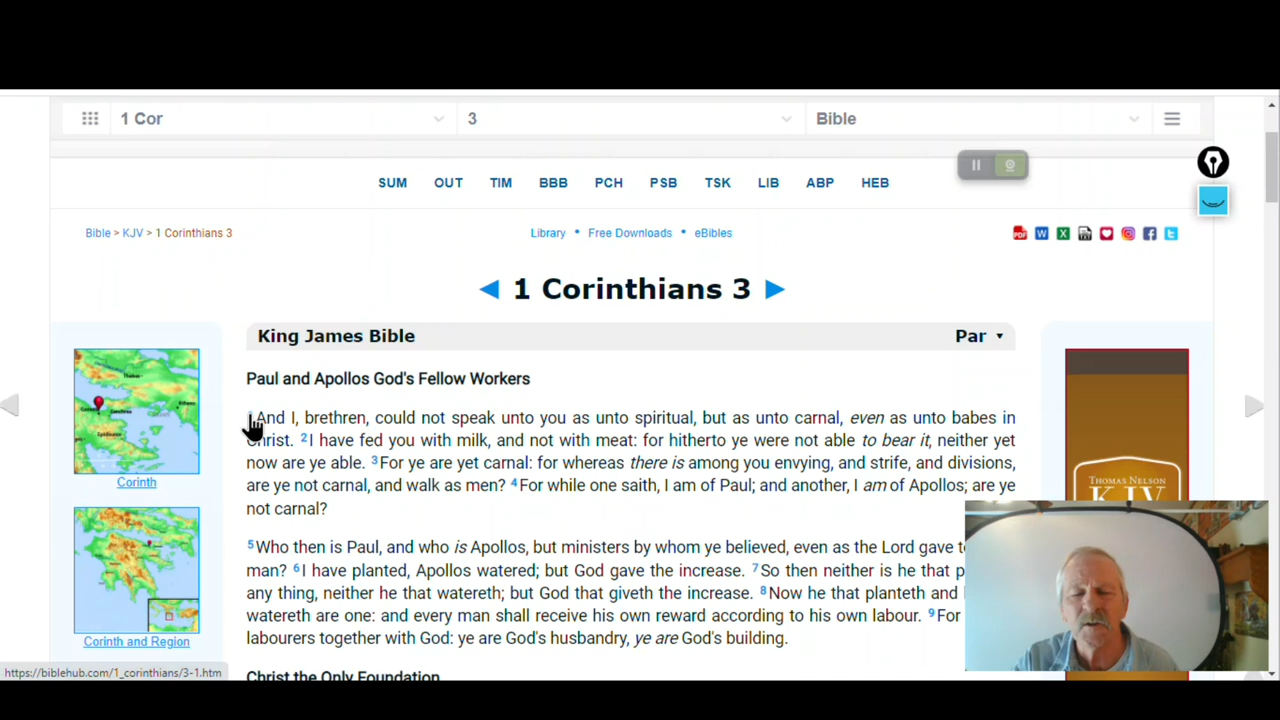 1 Cor 3 Bible
SUM OUT TIM BBB PCH PSB TSK LIB ABP HEB
Bible > KJV > 1 Corinthians 3 Library • Free Downloads • eBibles
1 Corinthians 3
King James Bible Par
Paul and Apollos God's Fellow Workers
And I, brethren, could not speak unto you as unto spiritual, but as unto carnal, even as unto babes in
Christ. 2I have fed you with milk, and not with meat: for hitherto ye were not able to bear it, neither yet
now are ye able. 3For ye are yet carnal: for whereas there is among you envying, and strife, and divisions,
are ye not carnal, and walk as men? 4For while one saith, I am of Paul; and another, I am of Apollos; are ye
not carnal?
5Who then is Paul, and who is Apollos, but ministers by whom ye believed, even as the Lord gave
man? 6I have planted, Apollos watered; but God gave the increase. 7So then neither is he that
any thing, neither he that watereth; but God that giveth the increase. 8Now he that planteth and
watereth are one: and every man shall receive his own reward according to his own labour. 9For
labourers together with God: ye are God's husbandry, ye are God's building.
Christ the Only Foundation
Corinth
Corinth and Region
THOMAS NELSON
KJV
https://biblehub.com/1_corinthians/3-1.htm